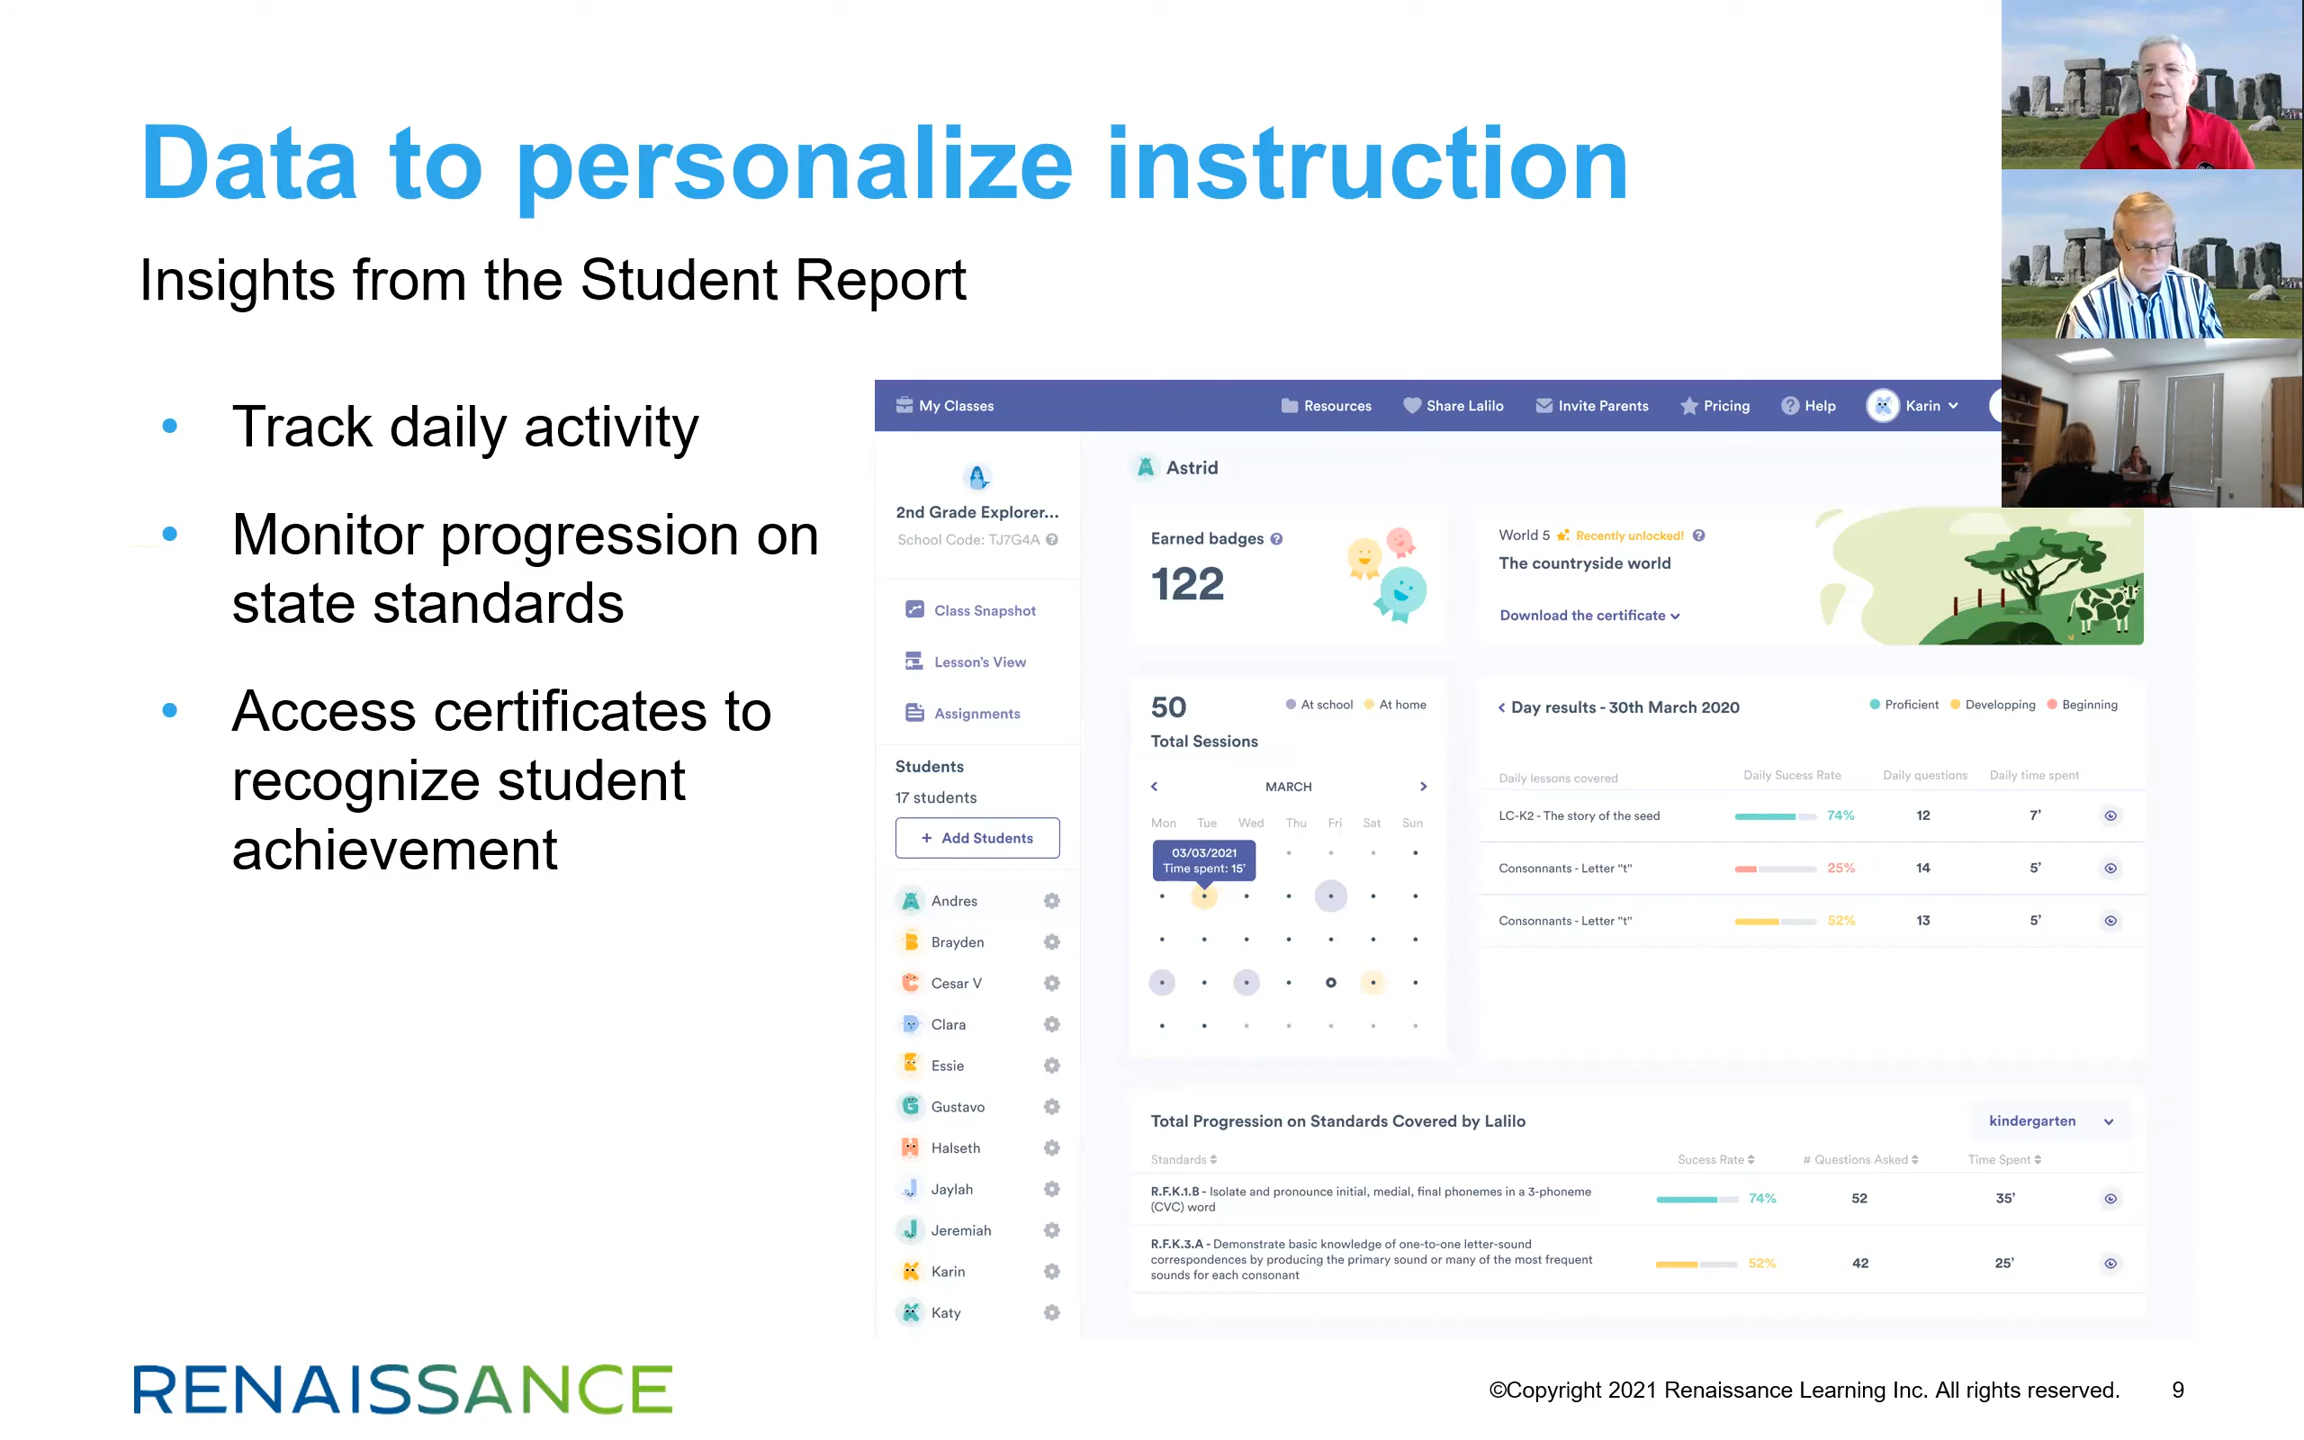 Data to personalize instruction
Insights from the Student Report
• Track daily activity
• Monitor progression on
state standards
• Access certificates to
recognize student
achievement
My Classes
Resources
Share Lalilo
Invite Parents
Pricing
Help
Karin
2nd Grade Explorer...
School Code: TJ7G4A
Class Snapshot
Lesson's View
Assignments
Students
17 students
+ Add Students
Andres
Brayden
Cesar V
Clara
Essie
Gustavo
Halseth
Jaylah
Jeremiah
Karin
Katy
Astrid
Earned badges
122
World 5 Recently unlocked!
The countryside world
Download the certificate
50
At school At home
Total Sessions
MARCH
Mon Tue Wed Thu Fri Sat Sun
03/03/2021
Time spent: 15'
Day results - 30th March 2020
Proficient Developping Beginning
Daily lessons covered Daily Sucess Rate Daily questions Daily time spent
LC-K2 - The story of the seed 74% 12 7'
Consonnants - Letter "t" 25% 14 5'
Consonnants - Letter "t" 52% 13 5'
Total Progression on Standards Covered by Lalilo
kindergarten
Standards Sucess Rate # Questions Asked Time Spent
R.F.K.1.B - Isolate and pronounce initial, medial, final phonemes in a 3-phoneme
(CVC) word
74% 52 35'
R.F.K.3.A - Demonstrate basic knowledge of one-to-one letter-sound
correspondences by producing the primary sound or many of the most frequent
sounds for each consonant
52% 42 25'
RENAISSANCE
©Copyright 2021 Renaissance Learning Inc. All rights reserved.
9